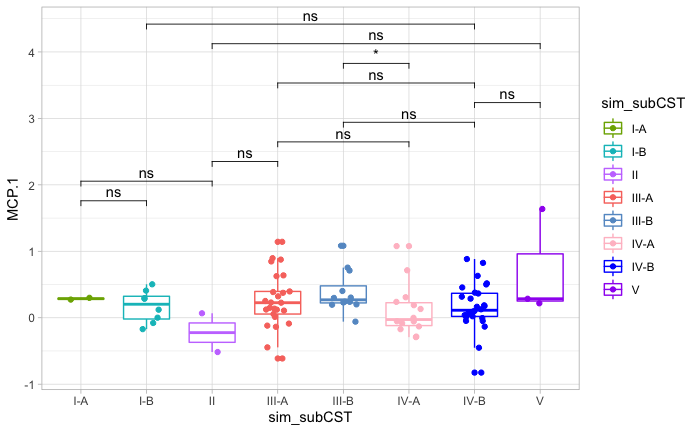 ns
ns
*
ns
ns
ns
ns
ns
ns
ns
MCP.1
4
3
2
1
0
-1
I-A I-B II III-A III-B IV-A IV-B V
sim_subCST
sim_subCST
I-A
I-B
II
III-A
III-B
IV-A
IV-B
V